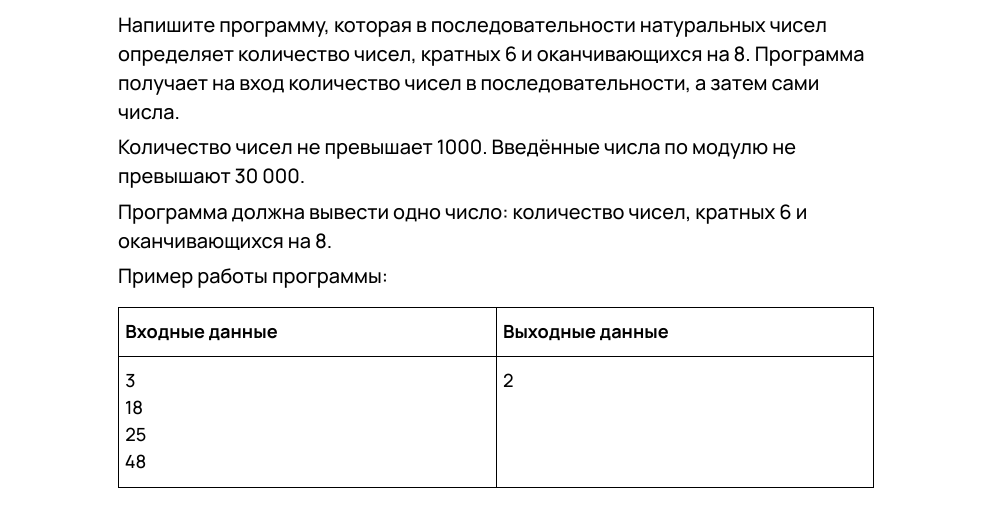 Напишите программу, которая в последовательности натуральных чисел
определяет количество чисел, кратных 6 и оканчивающихся на 8. Программа
получает на вход количество чисел в последовательности, а затем сами
числа.
Количество чисел не превышает 1000. Введённые числа по модулю не
превышают 30 000.
Программа должна вывести одно число: количество чисел, кратных 6 и
оканчивающихся на 8.
Пример работы программы:
Входные данные
Выходные данные
3
18
25
48
2